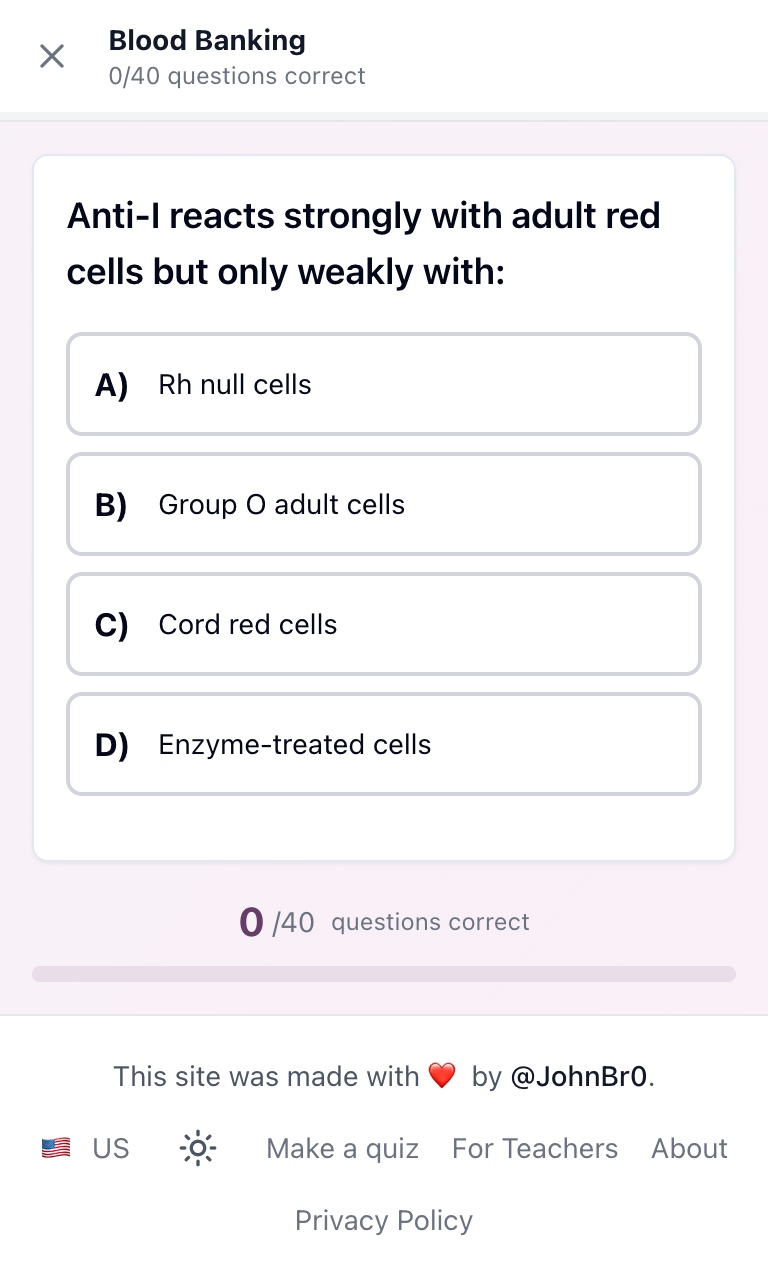 Blood Banking
0/40 questions correct
Anti-I reacts strongly with adult red
cells but only weakly with:
A) Rh null cells
B) Group O adult cells
C) Cord red cells
D) Enzyme-treated cells
0 /40 questions correct
This site was made with ❤️ by @JohnBr0.
🇺🇸 US Make a quiz For Teachers About
Privacy Policy